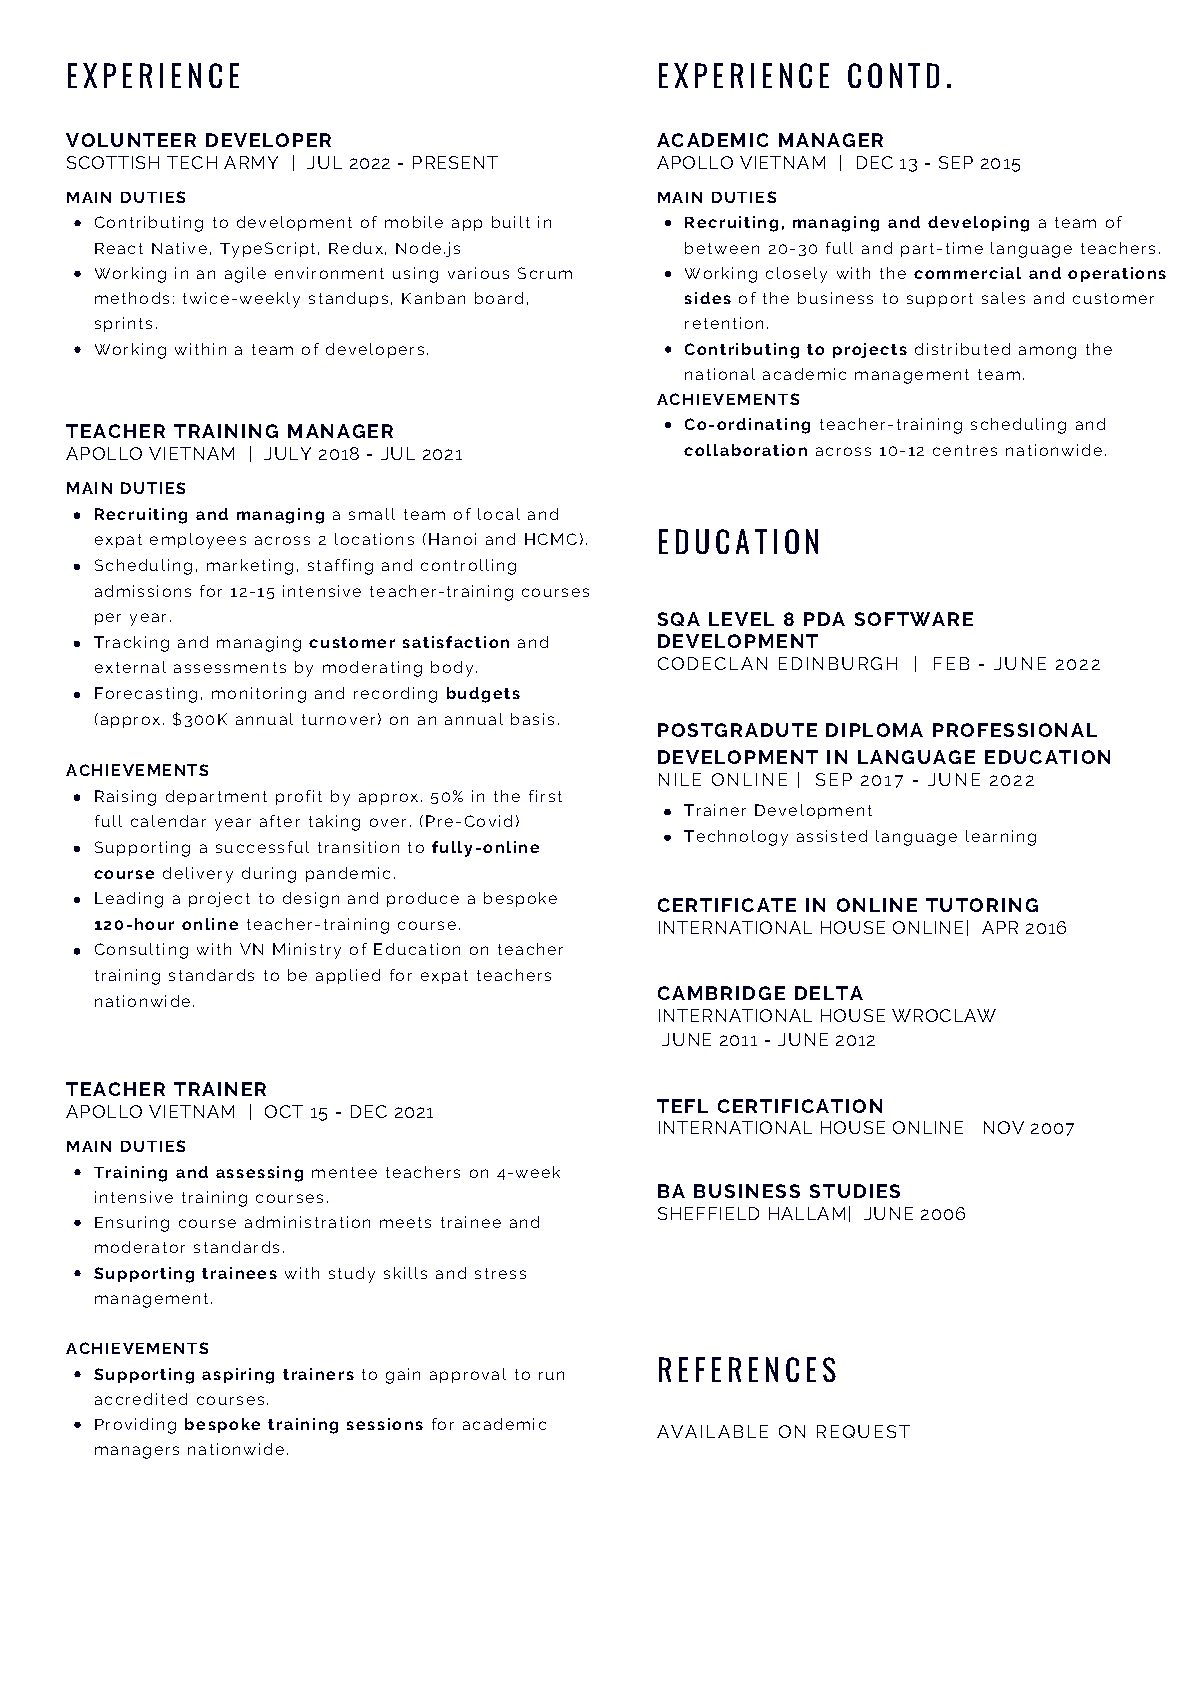 EXPERIENCE
VOLUNTEER DEVELOPER
SCOTTISH TECH ARMY | JUL 2022 - PRESENT
MAIN DUTIES
• Contributing to development of mobile app built in
React Native, TypeScript, Redux, Node.js
• Working in an agile environment using various Scrum
methods: twice-weekly standups, Kanban board,
sprints.
• Working within a team of developers.
TEACHER TRAINING MANAGER
APOLLO VIETNAM | JULY 2018 - JUL 2021
MAIN DUTIES
• Recruiting and managing a small team of local and
expat employees across 2 locations (Hanoi and HCMC).
• Scheduling, marketing, staffing and controlling
admissions for 12-15 intensive teacher-training courses
per year.
• Tracking and managing customer satisfaction and
external assessments by moderating body.
• Forecasting, monitoring and recording budgets
(approx. $300K annual turnover) on an annual basis.
ACHIEVEMENTS
• Raising department profit by approx. 50% in the first
full calendar year after taking over. (Pre-Covid)
• Supporting a successful transition to fully-online
course delivery during pandemic.
• Leading a project to design and produce a bespoke
120-hour online teacher-training course.
• Consulting with VN Ministry of Education on teacher
training standards to be applied for expat teachers
nationwide.
TEACHER TRAINER
APOLLO VIETNAM | OCT 15 - DEC 2021
MAIN DUTIES
• Training and assessing mentee teachers on 4-week
intensive training courses.
• Ensuring course administration meets trainee and
moderator standards.
• Supporting trainees with study skills and stress
management.
ACHIEVEMENTS
• Supporting aspiring trainers to gain approval to run
accredited courses.
• Providing bespoke training sessions for academic
managers nationwide.
EXPERIENCE CONTD.
ACADEMIC MANAGER
APOLLO VIETNAM | DEC 13 - SEP 2015
MAIN DUTIES
• Recruiting, managing and developing a team of
between 20-30 full and part-time language teachers.
• Working closely with the commercial and operations
sides of the business to support sales and customer
retention.
• Contributing to projects distributed among the
national academic management team.
ACHIEVEMENTS
• Co-ordinating teacher-training scheduling and
collaboration across 10-12 centres nationwide.
EDUCATION
SQA LEVEL 8 PDA SOFTWARE
DEVELOPMENT
CODECLAN EDINBURGH | FEB - JUNE 2022
POSTGRADUTE DIPLOMA PROFESSIONAL
DEVELOPMENT IN LANGUAGE EDUCATION
NILE ONLINE | SEP 2017 - JUNE 2022
• Trainer Development
• Technology assisted language learning
CERTIFICATE IN ONLINE TUTORING
INTERNATIONAL HOUSE ONLINE| APR 2016
CAMBRIDGE DELTA
INTERNATIONAL HOUSE WROCLAW
JUNE 2011 - JUNE 2012
TEFL CERTIFICATION
INTERNATIONAL HOUSE ONLINE NOV 2007
BA BUSINESS STUDIES
SHEFFIELD HALLAM| JUNE 2006
REFERENCES
AVAILABLE ON REQUEST